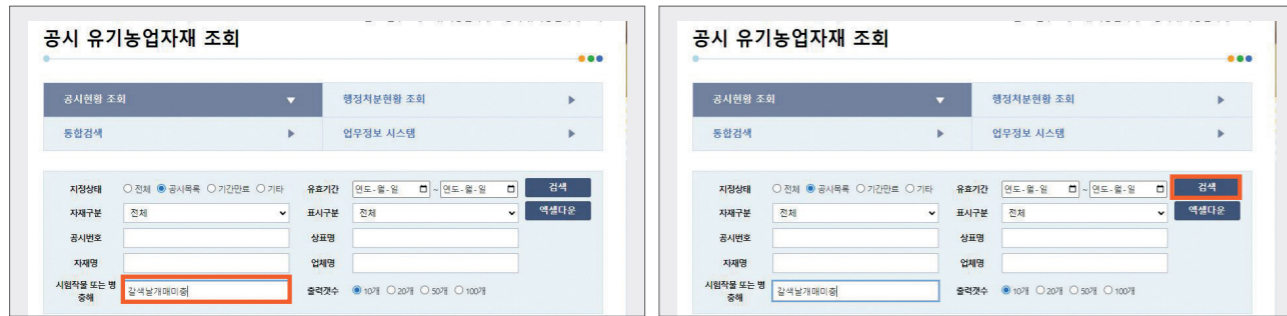 공시 유기농업자재 조회
공시현황 조회
행정처분현황 조회
통합검색
업무정보 시스템
지정상태 전체 공시목록 기간만료 기타 유효기간 연도-월-일 ~ 연도-월-일 검색
자재구분 전체 표시구분 전체 엑셀다운
공시번호 상표명
자재명 업체명
시험작물 또는 병
충해 갈색날개매미충 출력갯수 10개 20개 50개 100개
공시 유기농업자재 조회
공시현황 조회
행정처분현황 조회
통합검색
업무정보 시스템
지정상태 전체 공시목록 기간만료 기타 유효기간 연도-월-일 ~ 연도-월-일 검색
자재구분 전체 표시구분 전체 엑셀다운
공시번호 상표명
자재명 업체명
시험작물 또는 병
충해 갈색날개매미충 출력갯수 10개 20개 50개 100개